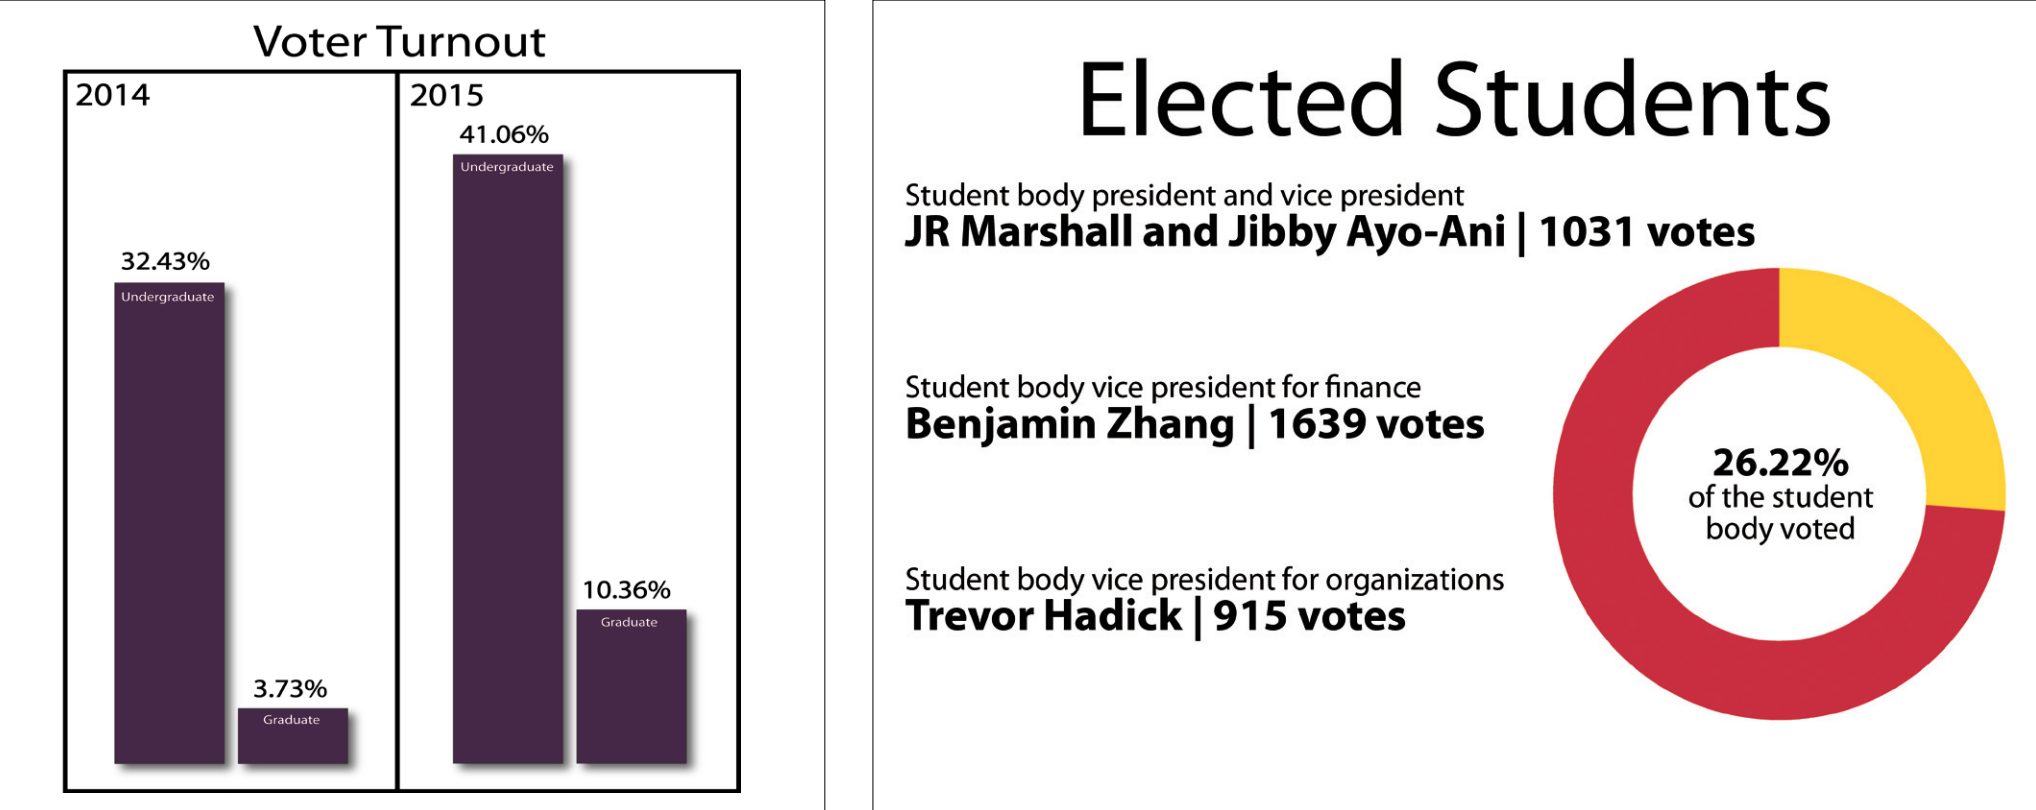 Voter Turnout
2014
32.43%
Undergraduate
3.73%
Graduate
2015
41.06%
Undergraduate
10.36%
Graduate
Elected Students
Student body president and vice president
JR Marshall and Jibby Ayo-Ani | 1031 votes
Student body vice president for finance
Benjamin Zhang | 1639 votes
Student body vice president for organizations
Trevor Hadick | 915 votes
26.22%
of the student
body voted